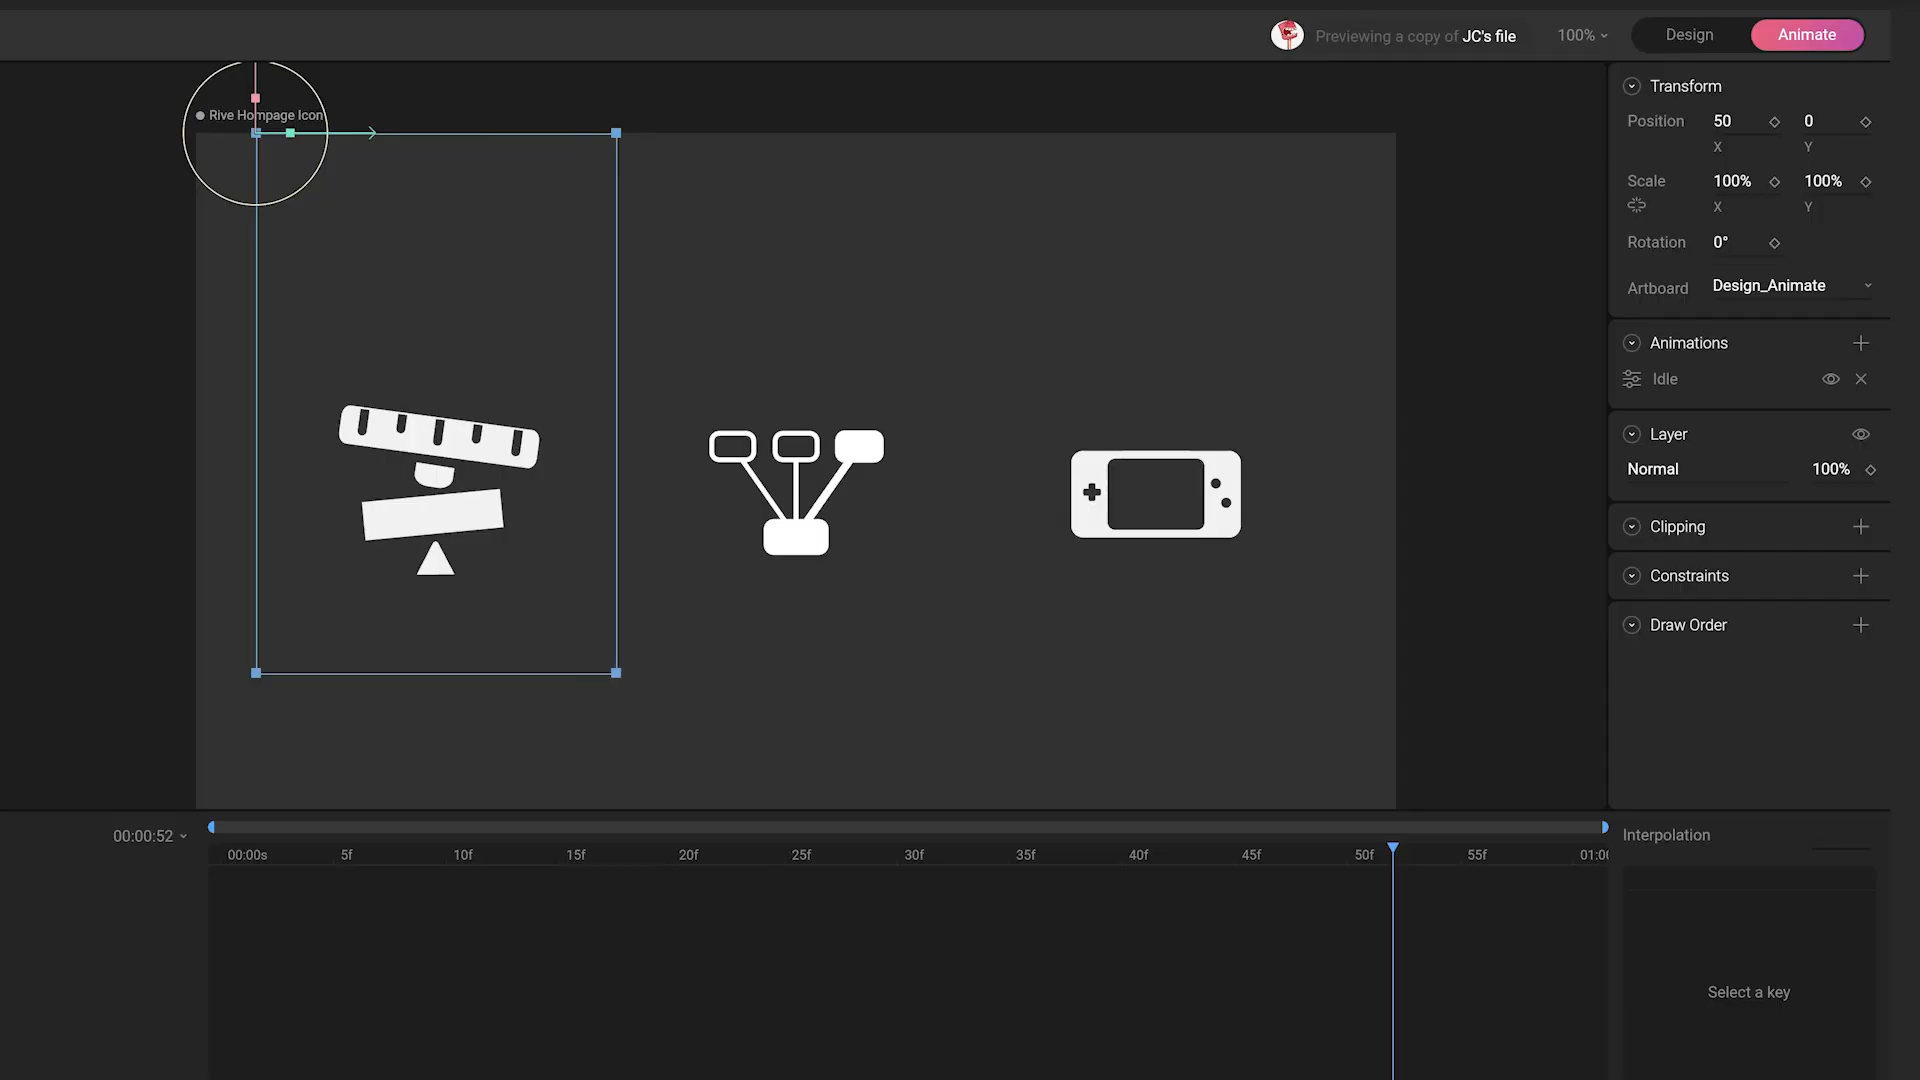 Previewing a copy of JC's file
100%
Design
Animate
Rive Hompage Icon
Transform
Position 50 0
X Y
Scale 100% 100%
X Y
Rotation 0°
Artboard Design_Animate
Animations
Idle
Layer
Normal 100%
Clipping
Constraints
Draw Order
00:00:52
00:00s 5f 10f 15f 20f 25f 30f 35f 40f 45f 50f 55f 01:00
Interpolation
Select a key